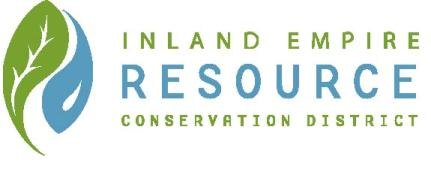 INLAND EMPIRE
RESOURCE
CONSERVATION DISTRICT